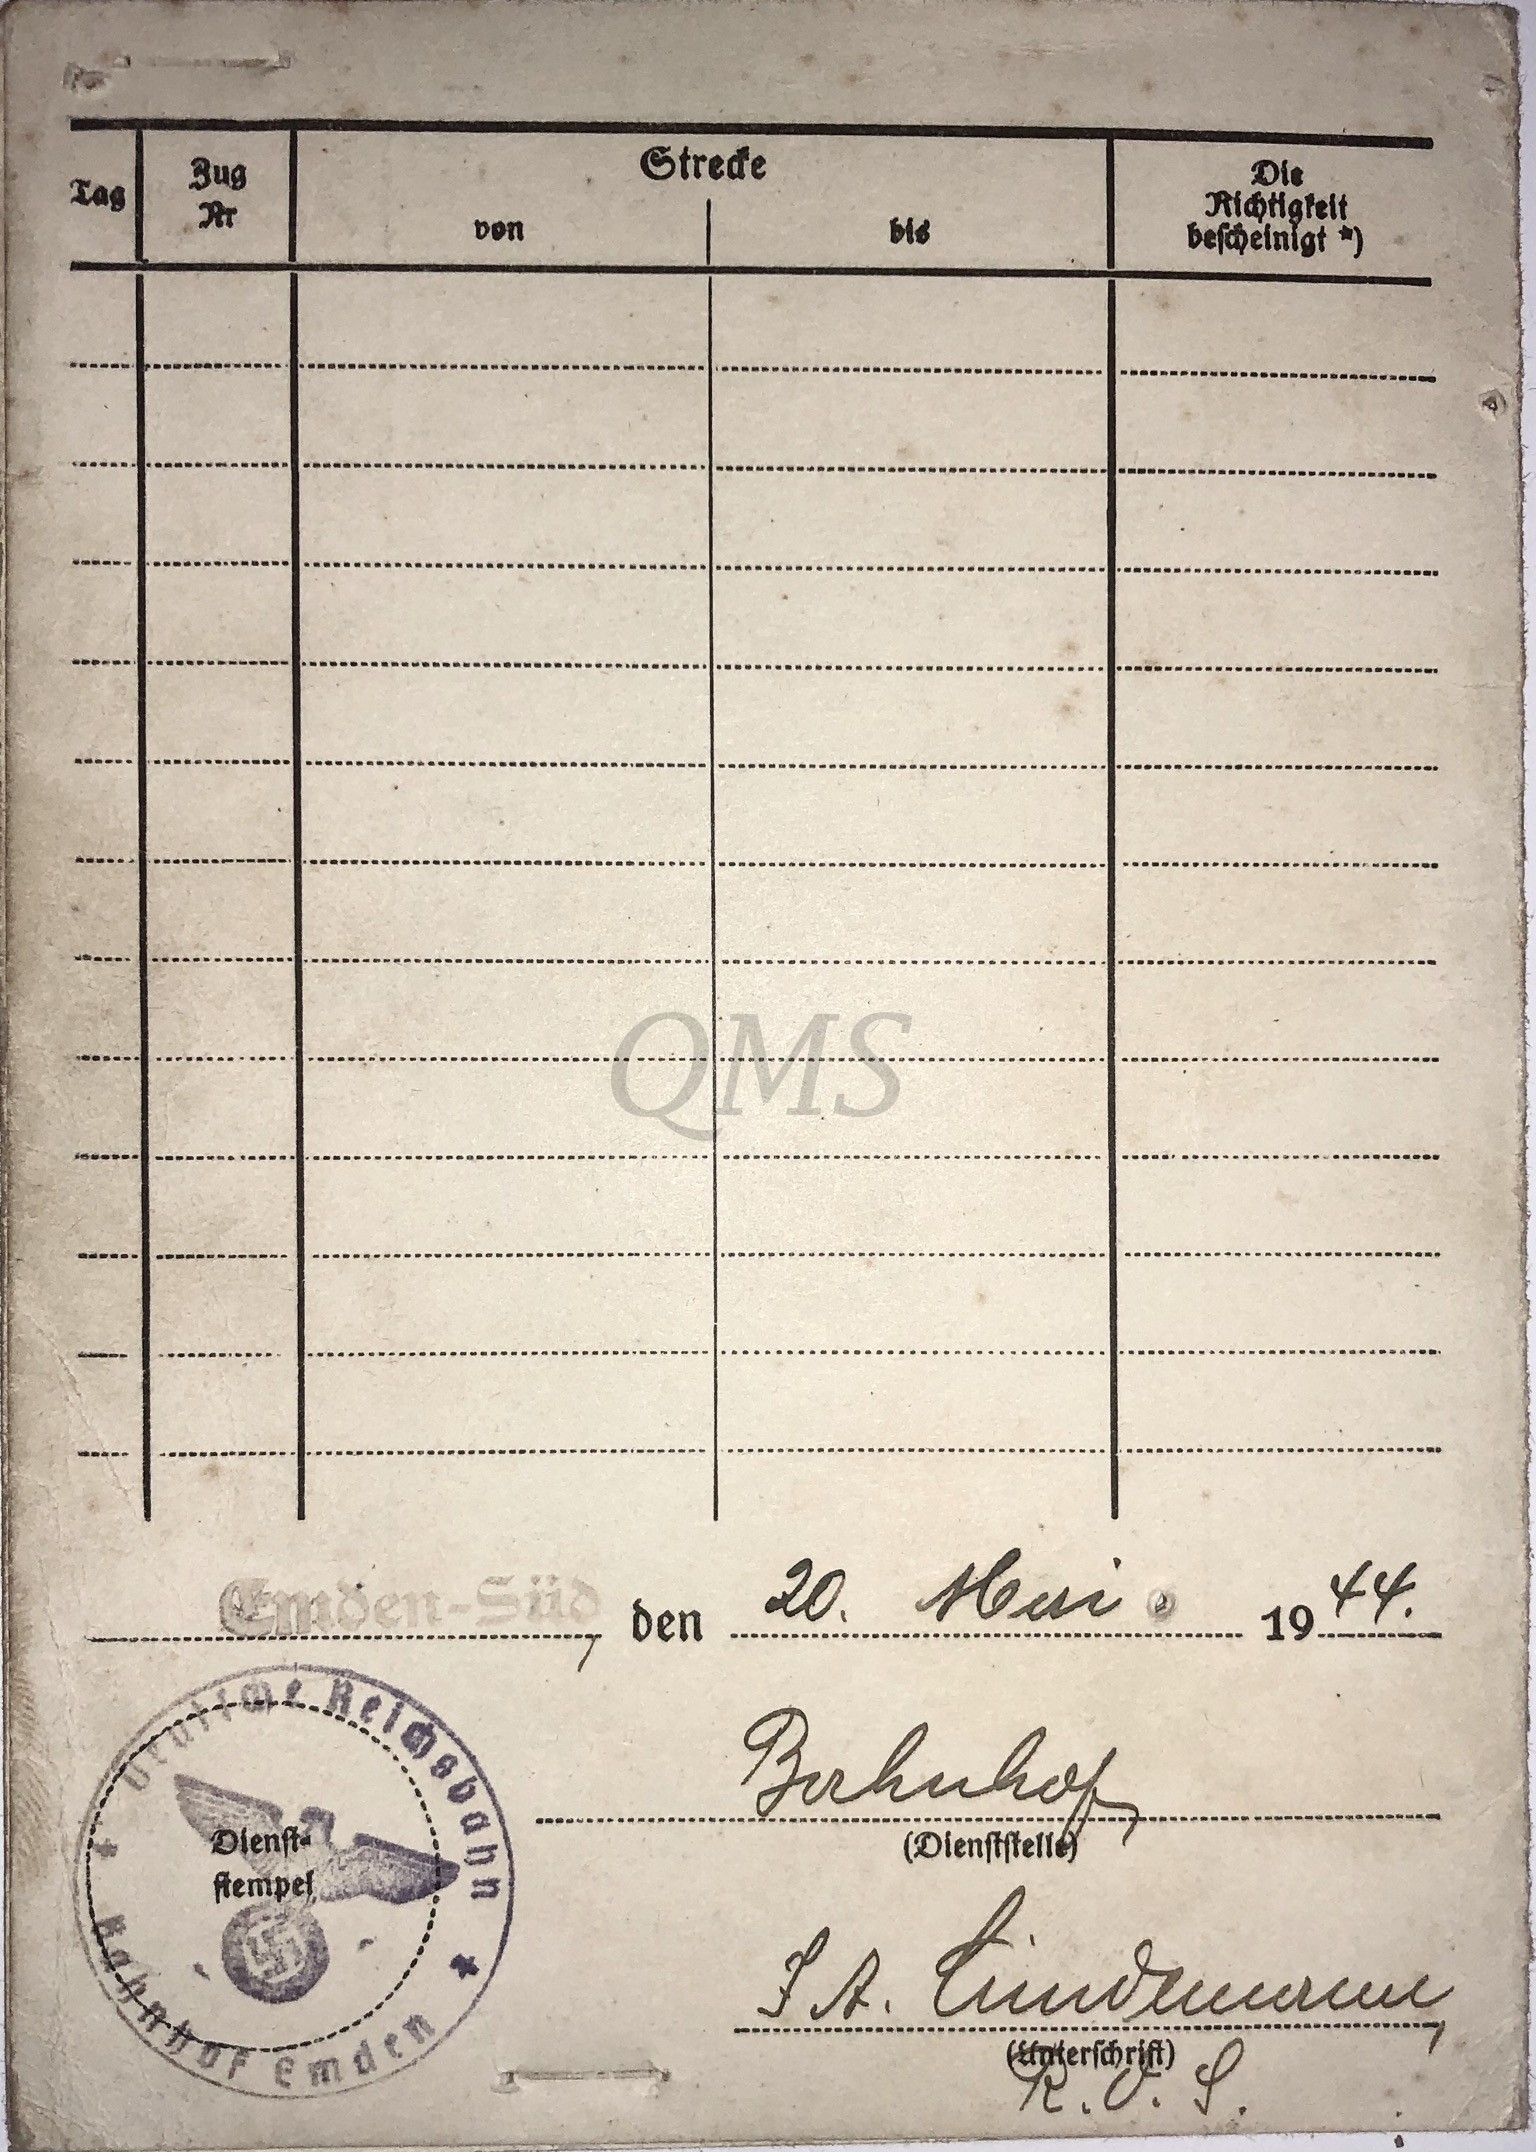 Tag
Zug
Nr
Strecke
von
bis
Die
Richtigkeit
bescheinigt *)
QMS
Emden-Süd, den 20. Mai 1944.
Deutsche Reichsbahn
Bahnhof Emden
Dienst-
stempel
Bahnhof,
(Dienststelle)
I A. Lindemann,
(Unterschrift)
R. O. S.